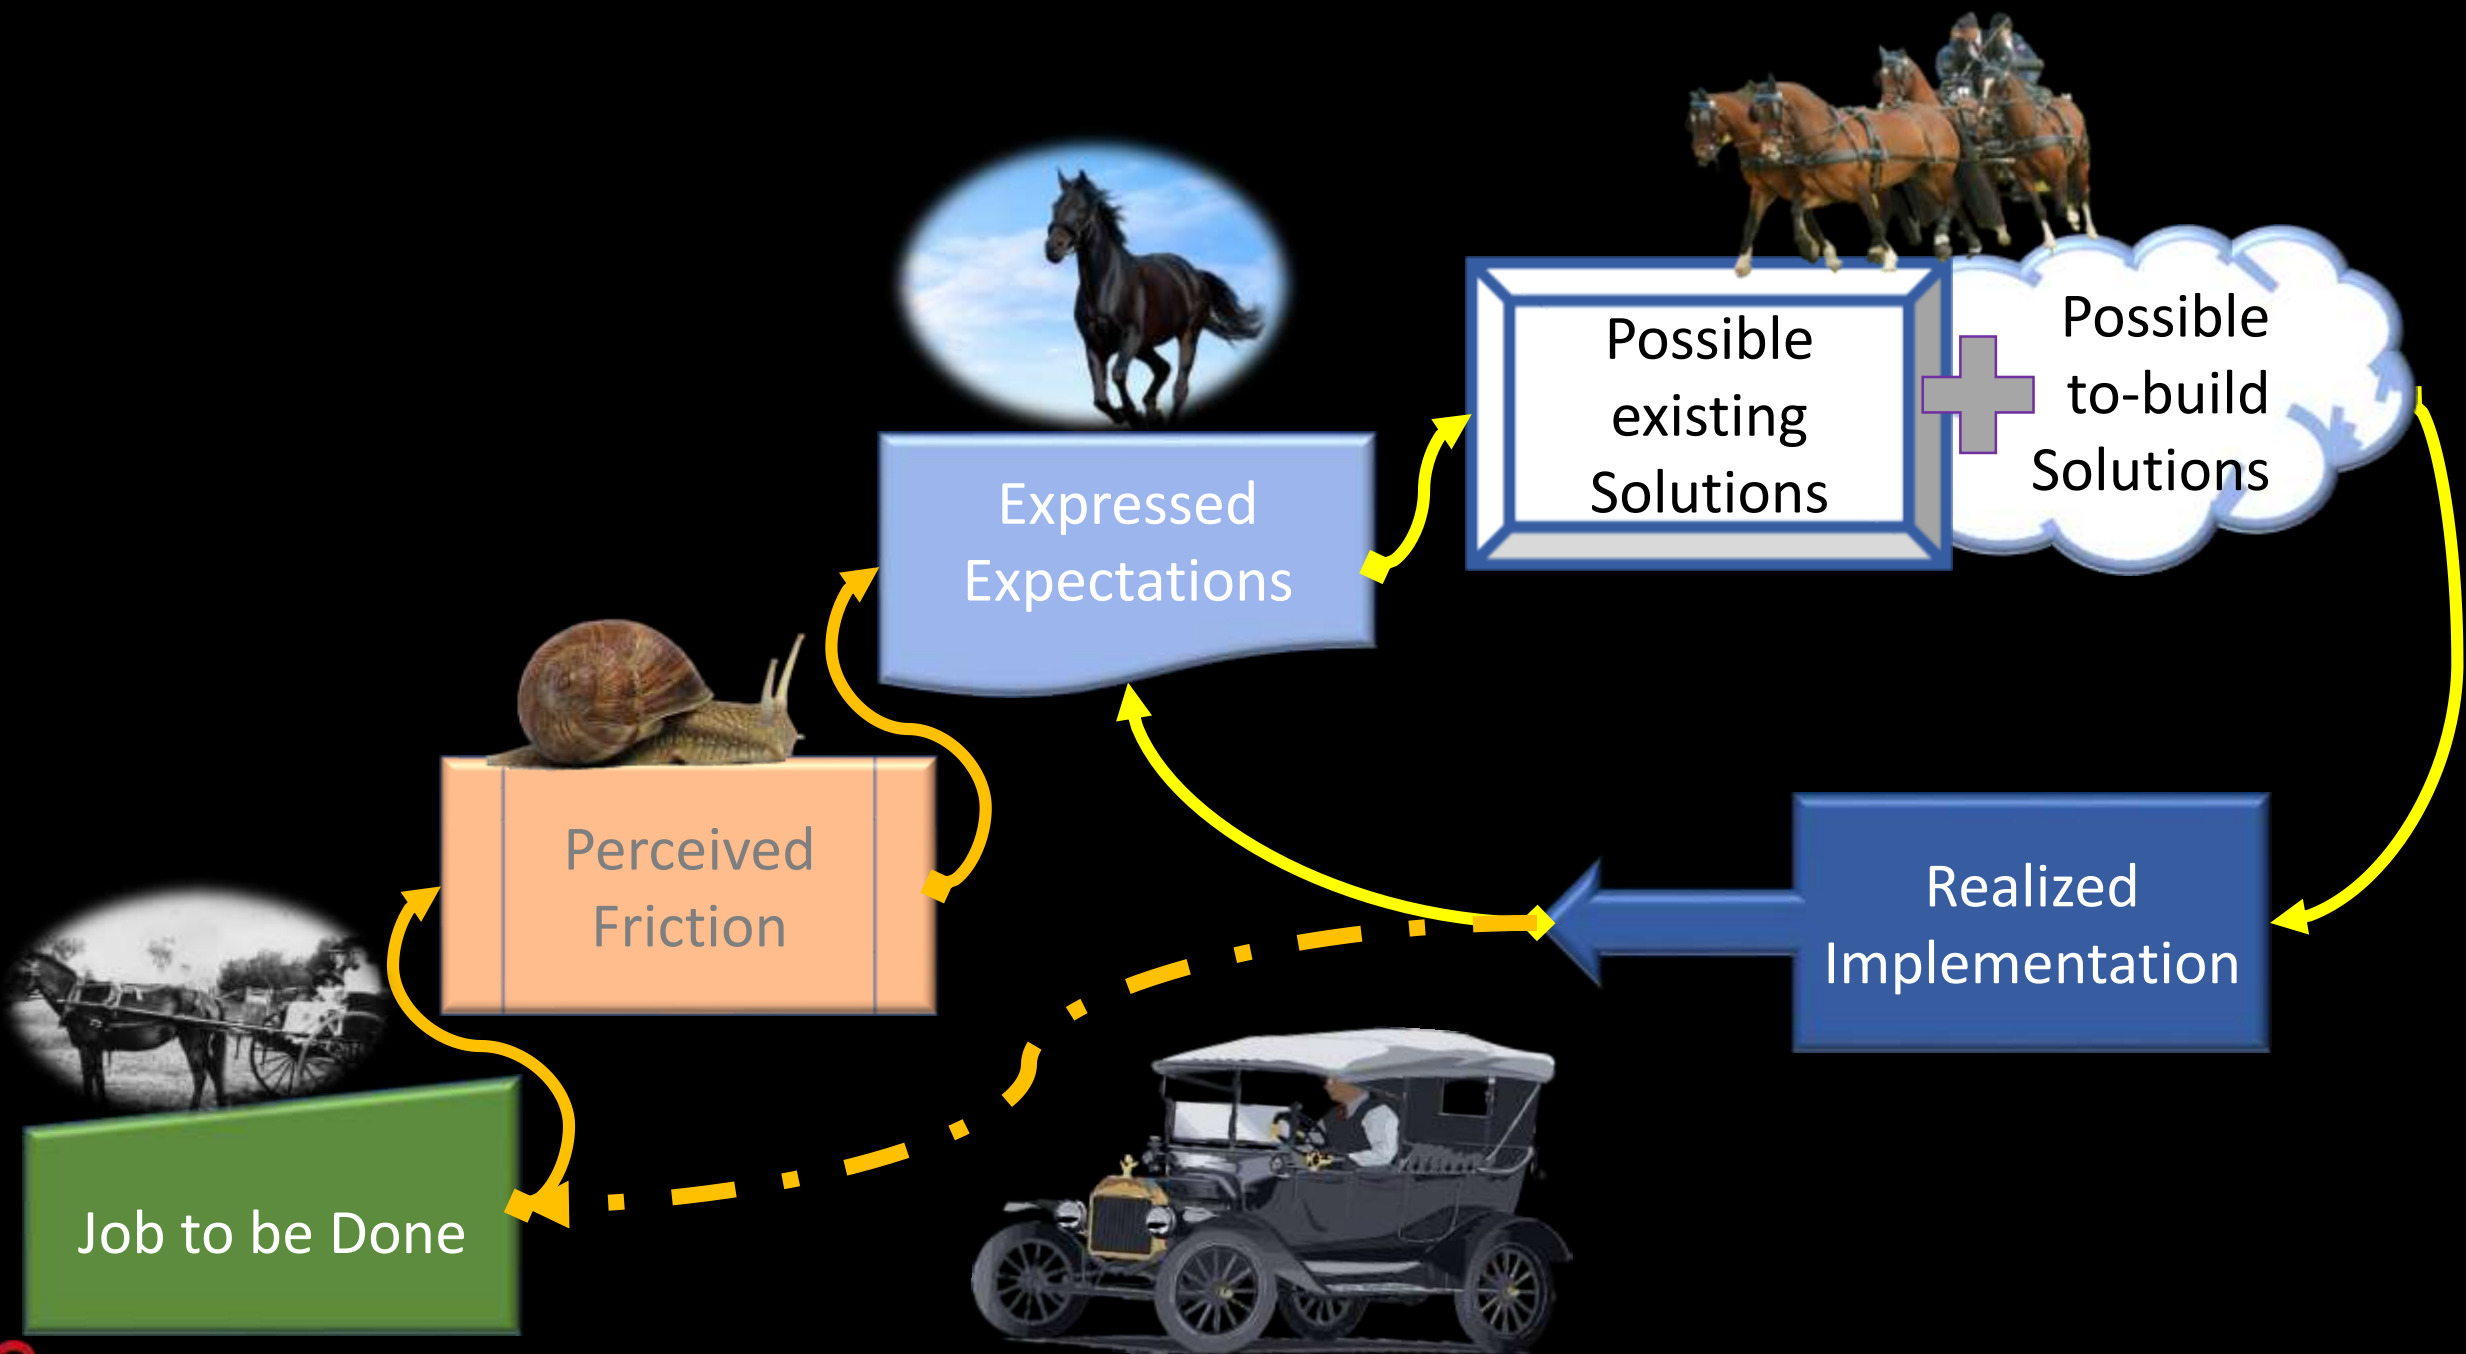 Possible
existing
Solutions
Possible
to-build
Solutions
Expressed
Expectations
Perceived
Friction
Realized
Implementation
Job to be Done